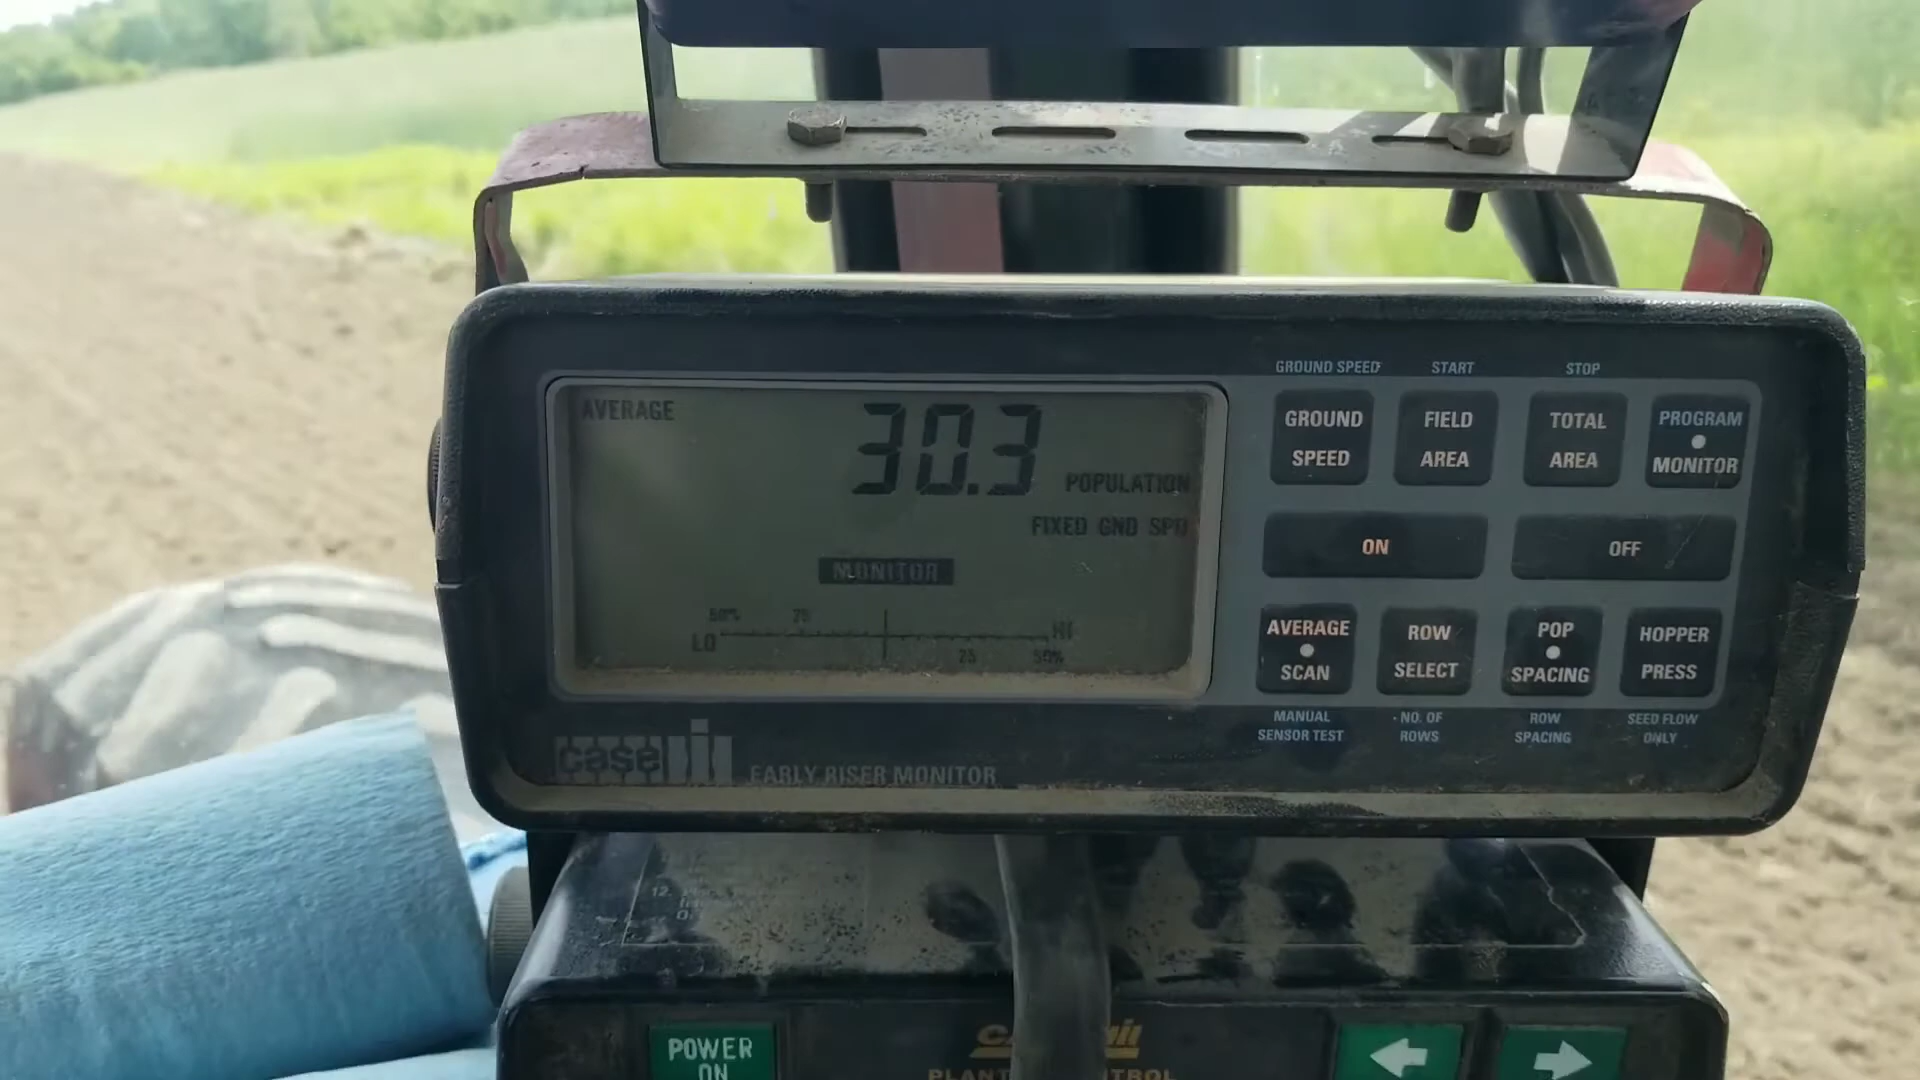 GROUND SPEED START STOP
AVERAGE 30.3 POPULATION
FIXED GND SPD
MONITOR
50% 25
LO HI
25 50%
GROUND SPEED
FIELD AREA
TOTAL AREA
PROGRAM MONITOR
ON OFF
AVERAGE SCAN
ROW SELECT
POP SPACING
HOPPER PRESS
MANUAL SENSOR TEST
NO. OF ROWS
ROW SPACING
SEED FLOW ONLY
case IH EARLY RISER MONITOR
12.
POWER ON